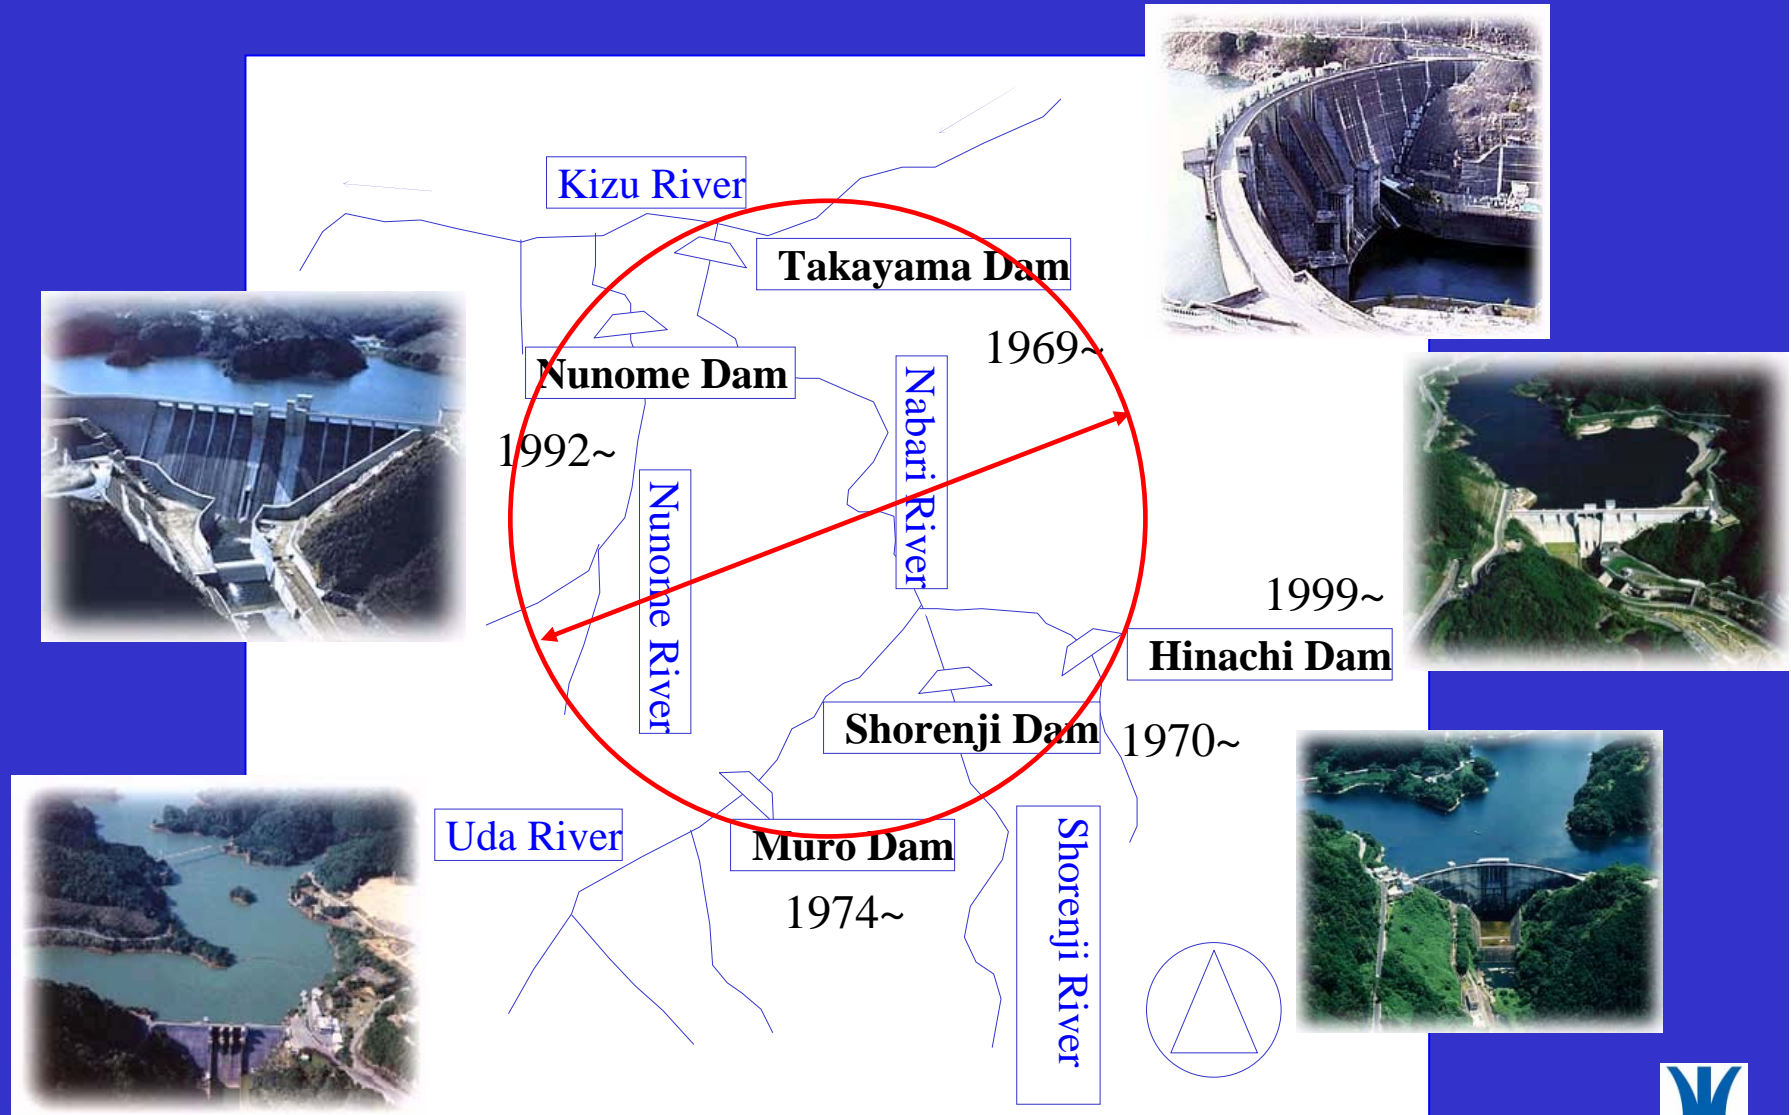 Kizu River
Takayama Dam
1969~
Nunome Dam
1992~
Nabari River
Nunome River
1999~
Hinachi Dam
Shorenji Dam
1970~
Uda River
Muro Dam
1974~
Shorenji River